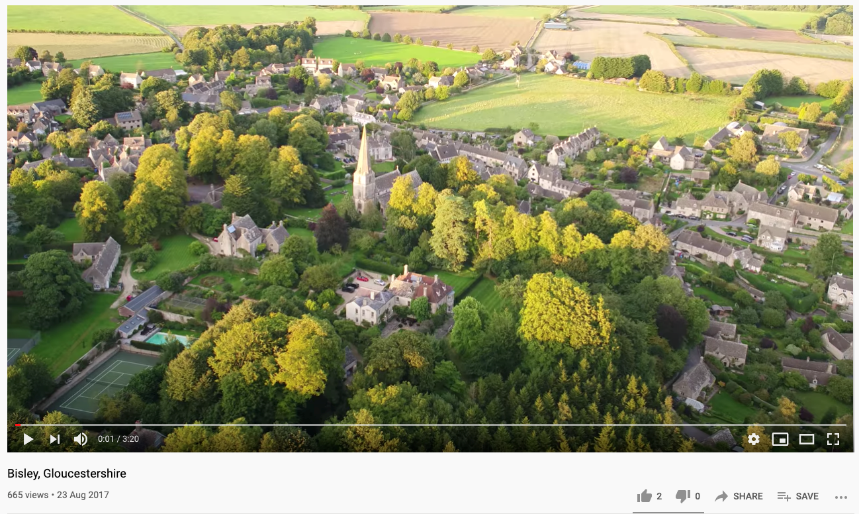 0:01 / 3:20
Bisley, Gloucestershire
665 views • 23 Aug 2017
2
0
SHARE
SAVE